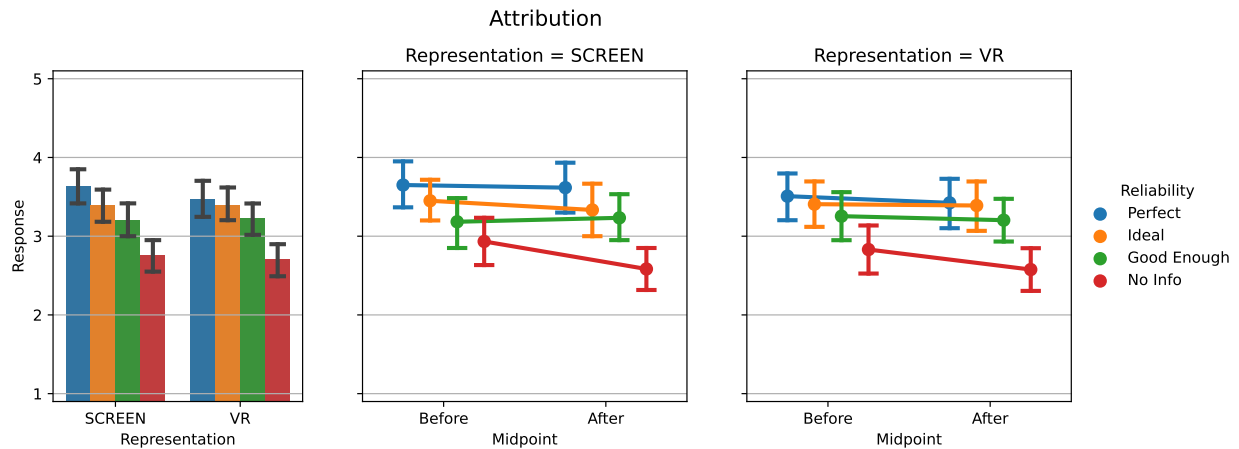 Attribution
Representation = SCREEN
Representation = VR
5
4
3
2
1
Response
SCREEN VR
Representation
Before After
Midpoint
Before After
Midpoint
Reliability
Perfect
Ideal
Good Enough
No Info